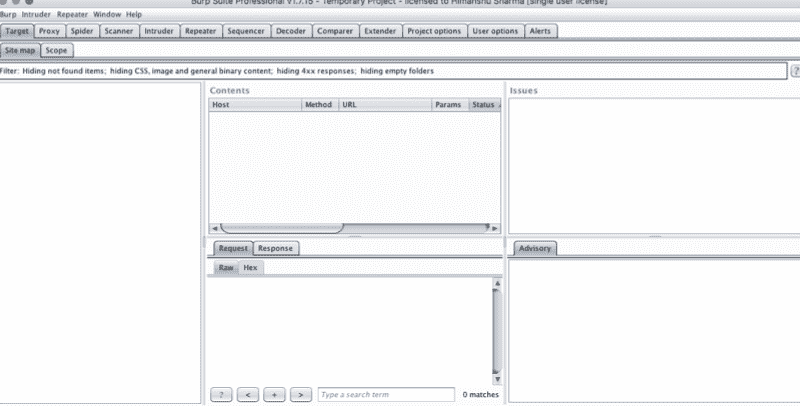 Burp Suite Professional v1.7.15 - Temporary Project - licensed to Himanshu Sharma [single user license]
Burp Intruder Repeater Window Help
Target Proxy Spider Scanner Intruder Repeater Sequencer Decoder Comparer Extender Project options User options Alerts
Site map Scope
Filter: Hiding not found items; hiding CSS, image and general binary content; hiding 4xx responses; hiding empty folders ?
Contents
Host Method URL Params Status
Issues
Request Response
Advisory
Raw Hex
? < + > Type a search term 0 matches